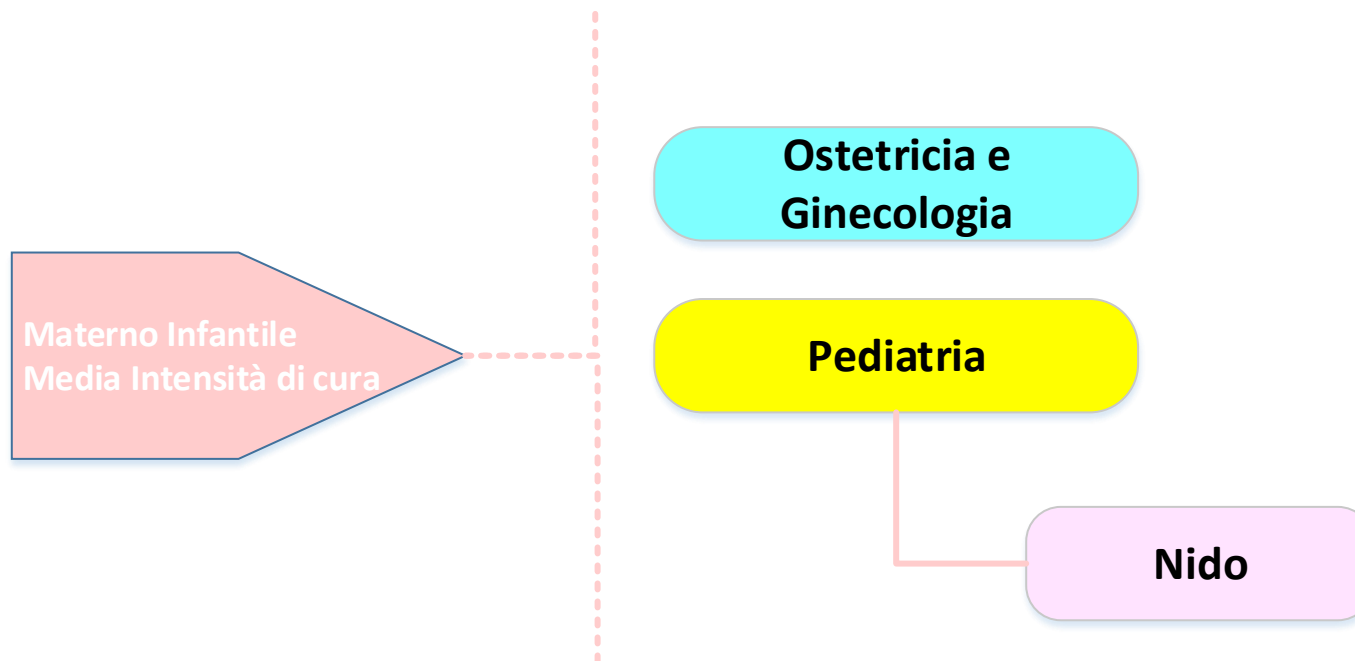 Ostetricia e
Ginecologia
Materno Infantile
Media Intensità di cura
Pediatria
Nido